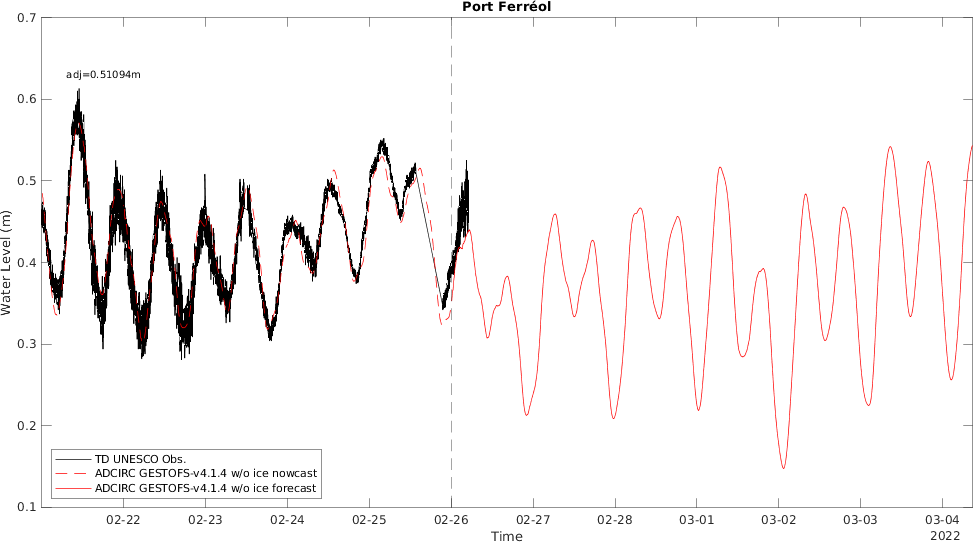 Port Ferréol
0.7
adj=0.51094m
0.6
0.5
0.4
0.3
0.2
0.1
Water Level (m)
TD UNESCO Obs.
ADCIRC GESTOFS-v4.1.4 w/o ice nowcast
ADCIRC GESTOFS-v4.1.4 w/o ice forecast
02-22 02-23 02-24 02-25 02-26 02-27 02-28 03-01 03-02 03-03 03-04
Time 2022